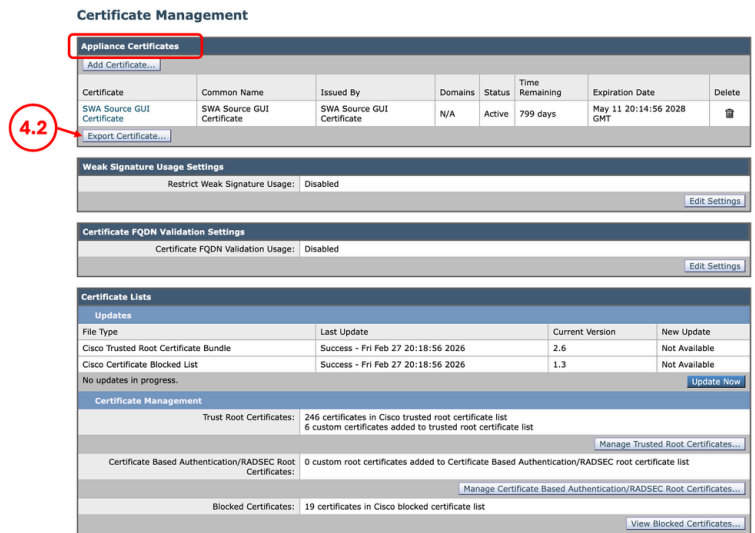 Certificate Management
Appliance Certificates
Add Certificate...
Certificate Common Name Issued By Domains Status Time Remaining Expiration Date Delete
SWA Source GUI Certificate SWA Source GUI Certificate SWA Source GUI Certificate N/A Active 799 days May 11 20:14:56 2028 GMT
4.2
Export Certificate...
Weak Signature Usage Settings
Restrict Weak Signature Usage: Disabled
Edit Settings
Certificate FQDN Validation Settings
Certificate FQDN Validation Usage: Disabled
Edit Settings
Certificate Lists
Updates
File Type Last Update Current Version New Update
Cisco Trusted Root Certificate Bundle Success - Fri Feb 27 20:18:56 2026 2.6 Not Available
Cisco Certificate Blocked List Success - Fri Feb 27 20:18:56 2026 1.3 Not Available
No updates in progress. Update Now
Certificate Management
Trust Root Certificates: 246 certificates in Cisco trusted root certificate list
6 custom certificates added to trusted root certificate list
Manage Trusted Root Certificates...
Certificate Based Authentication/RADSEC Root Certificates: 0 custom root certificates added to Certificate Based Authentication/RADSEC root certificate list
Manage Certificate Based Authentication/RADSEC Root Certificates...
Blocked Certificates: 19 certificates in Cisco blocked certificate list
View Blocked Certificates...